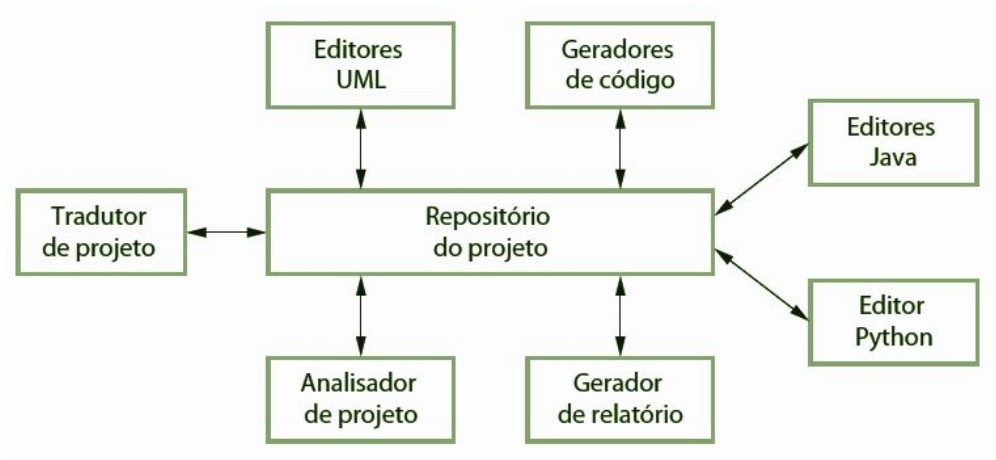 Editores
UML
Geradores
de código
Editores
Java
Tradutor
de projeto
Repositório
do projeto
Editor
Python
Analisador
de projeto
Gerador
de relatório